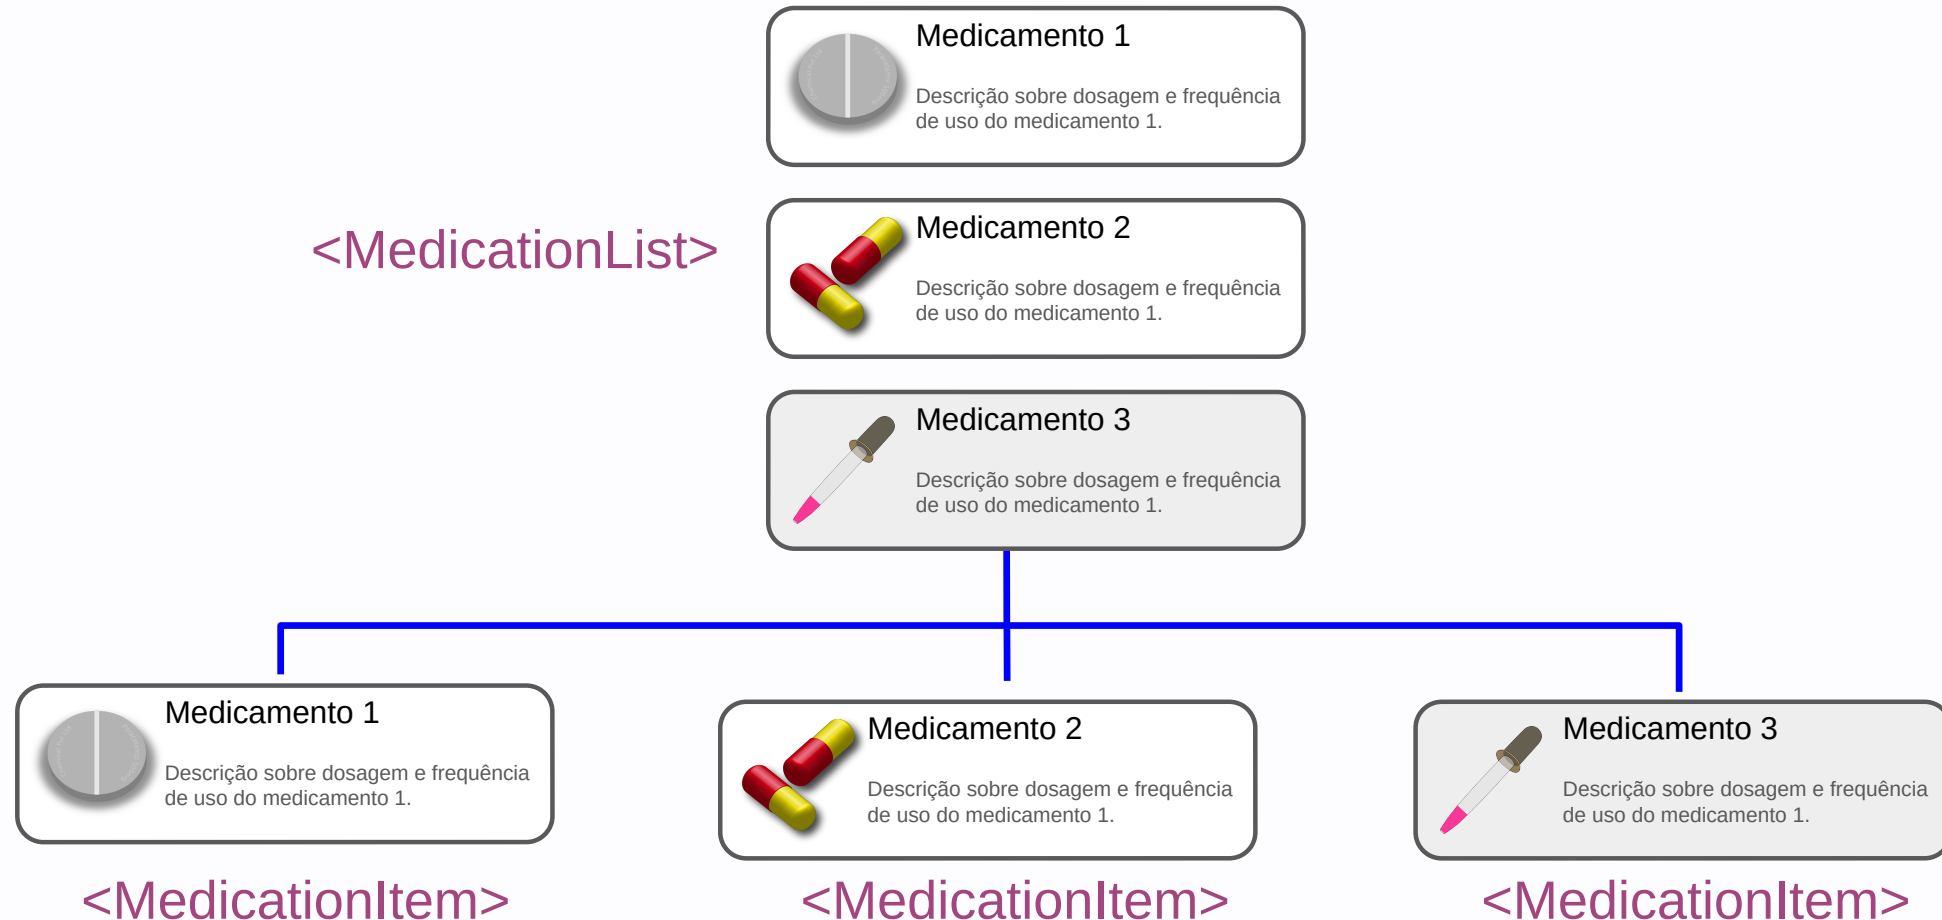 Medicamento 1
Descrição sobre dosagem e frequência
de uso do medicamento 1.
<MedicationList>
Medicamento 2
Descrição sobre dosagem e frequência
de uso do medicamento 1.
Medicamento 3
Descrição sobre dosagem e frequência
de uso do medicamento 1.
Medicamento 1
Descrição sobre dosagem e frequência
de uso do medicamento 1.
<MedicationItem>
Medicamento 2
Descrição sobre dosagem e frequência
de uso do medicamento 1.
<MedicationItem>
Medicamento 3
Descrição sobre dosagem e frequência
de uso do medicamento 1.
<MedicationItem>